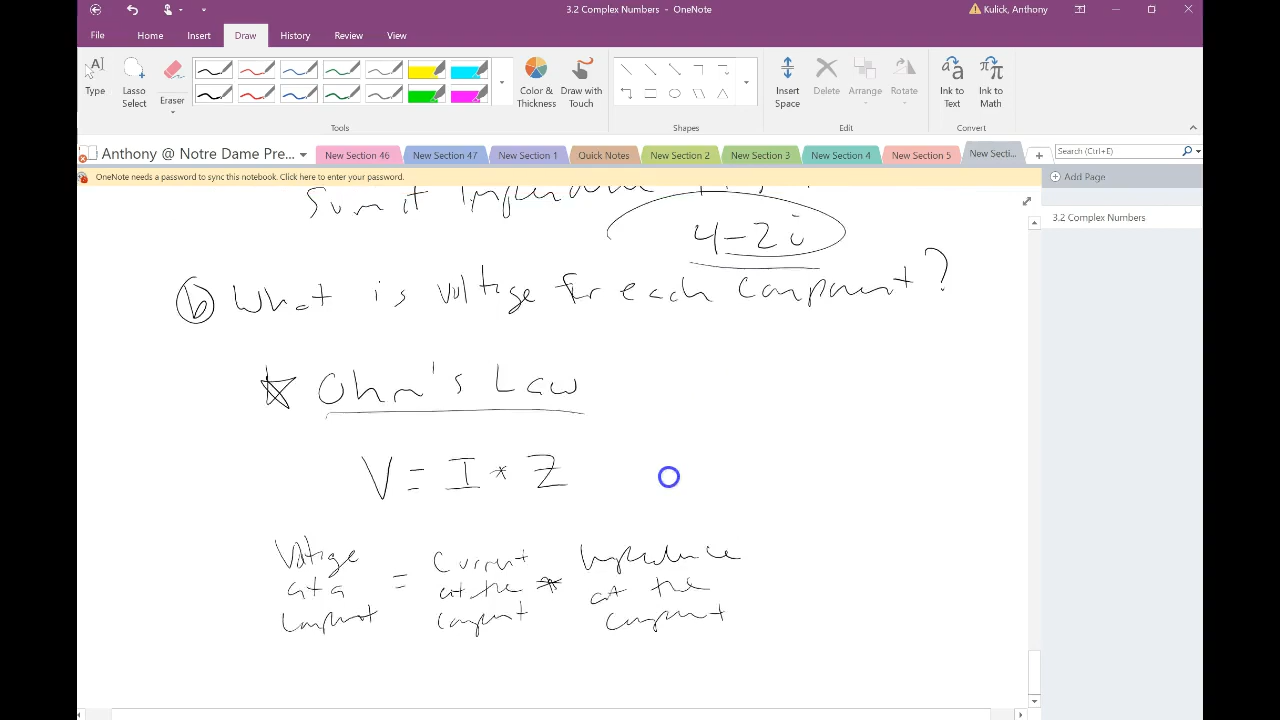 3.2 Complex Numbers - OneNote
Kulick, Anthony
File Home Insert Draw History Review View
Type
Lasso Select
Eraser
Color & Thickness
Draw with Touch
Insert Space
Delete
Arrange
Rotate
Ink to Text
Ink to Math
Tools Shapes Edit Convert
Anthony @ Notre Dame Pre...
New Section 46 New Section 47 New Section 1 Quick Notes New Section 2 New Section 3 New Section 4 New Section 5 New Secti...
Search (Ctrl+E)
OneNote needs a password to sync this notebook. Click here to enter your password.
Add Page
3.2 Complex Numbers
Sum it
4-2i
b What is voltage for each component?
Ohm's Law
V = I * Z
Voltage at a component = Current at the component * Impedance at the component